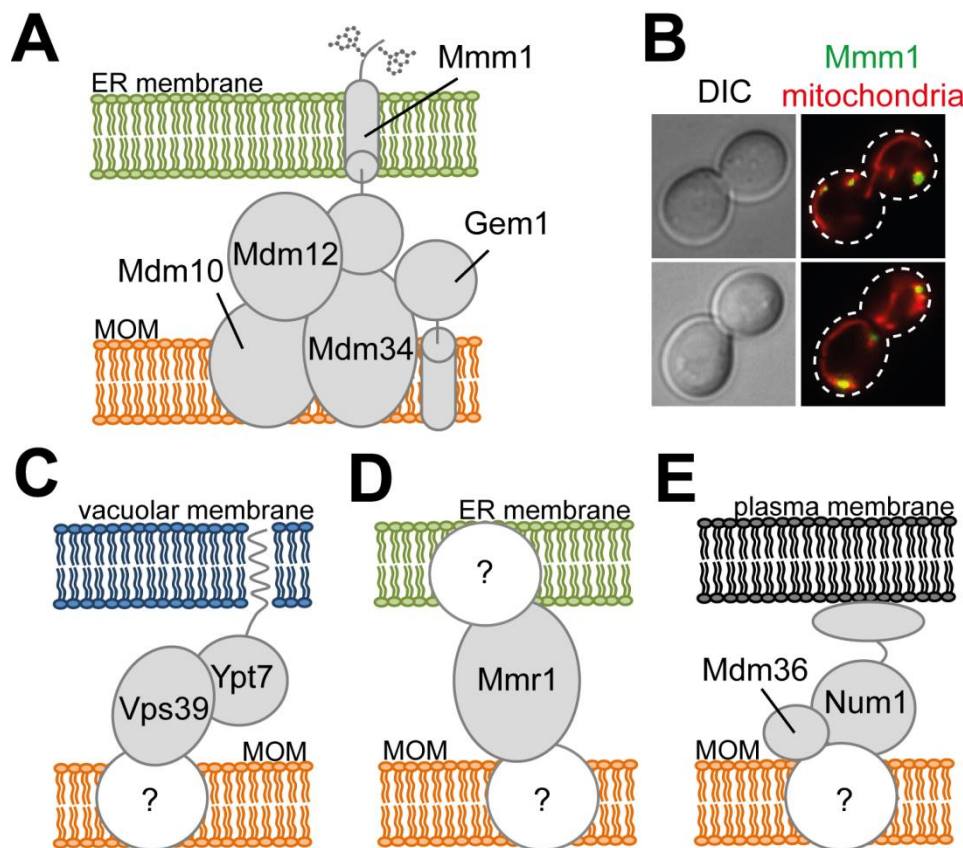 A
ER membrane
Mmm1
Gem1
Mdm12
Mdm10
MOM
Mdm34
B
Mmm1
DIC
mitochondria
C
vacuolar membrane
Ypt7
Vps39
MOM
?
D
ER membrane
?
Mmr1
MOM
?
E
plasma membrane
Mdm36
Num1
MOM
?